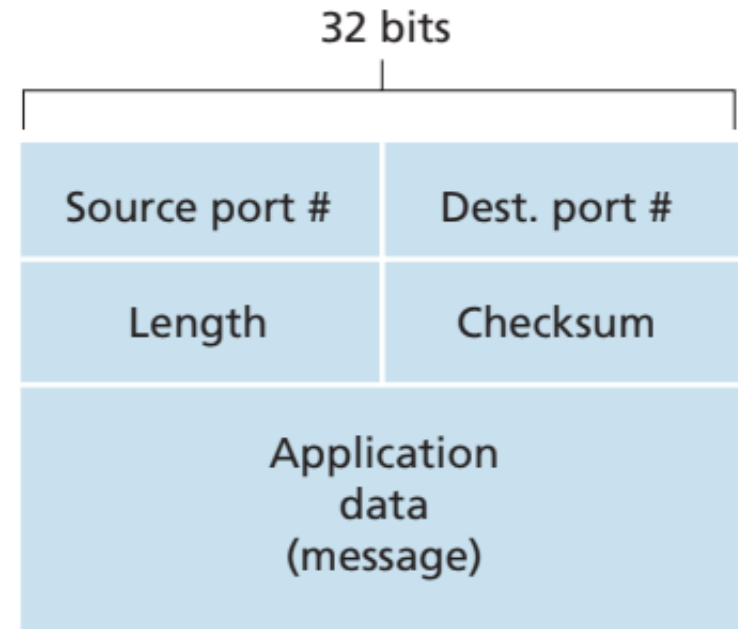 32 bits
Source port #
Dest. port #
Length
Checksum
Application
data
(message)